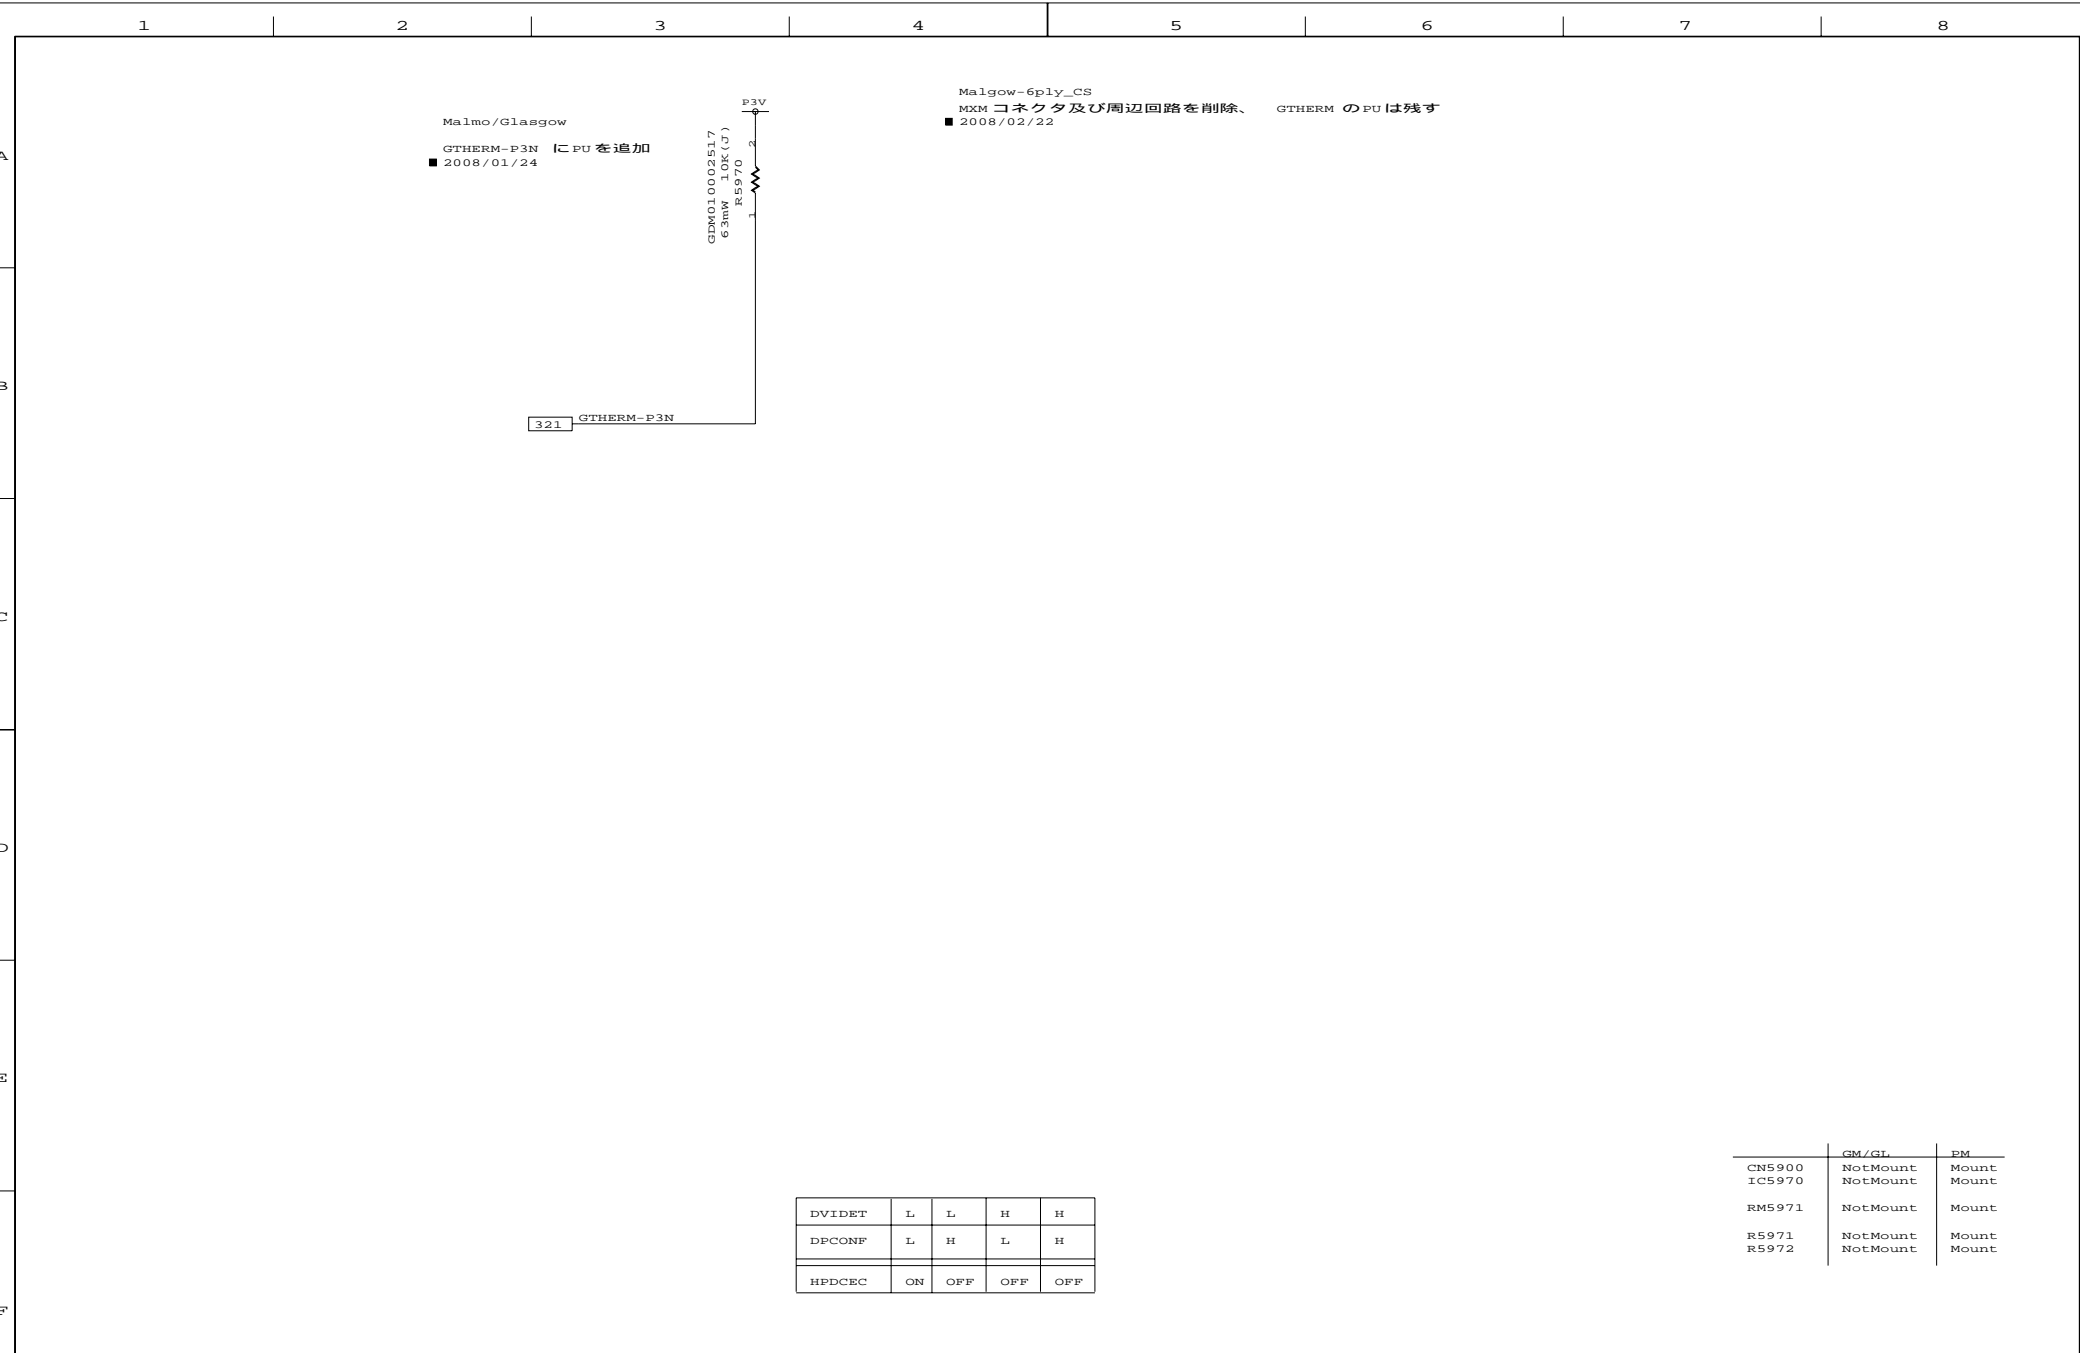 1 2 3 4 5 6 7 8
Malmo/Glasgow
GTHERM-P3N にPUを追加
■ 2008/01/24
P3V
GDM010002517
63mW 10K(J)
R5970
2
1
Malgow-6ply_CS
MXMコネクタ及び周辺回路を削除、 GTHERM のPUは残す
■ 2008/02/22
A
B
321 GTHERM-P3N
C
D
E
GM/GL PM
CN5900 NotMount Mount
IC5970 NotMount Mount
RM5971 NotMount Mount
R5971 NotMount Mount
R5972 NotMount Mount
DVIDET L L H H
DPCONF L H L H
HPDCEC ON OFF OFF OFF
F